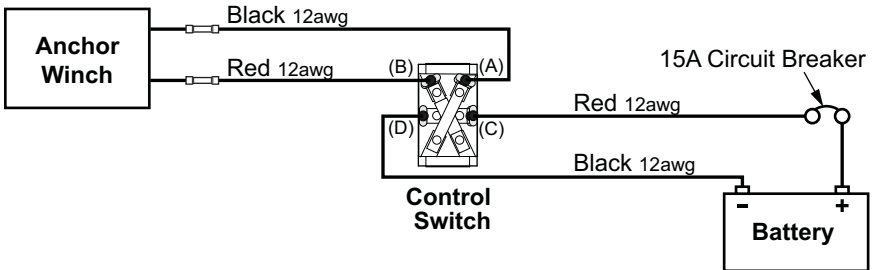 Black 12awg
Anchor
Winch
Red 12awg
(B)
(A)
15A Circuit Breaker
Red 12awg
(D)
(C)
Black 12awg
Control
Switch
-
+
Battery